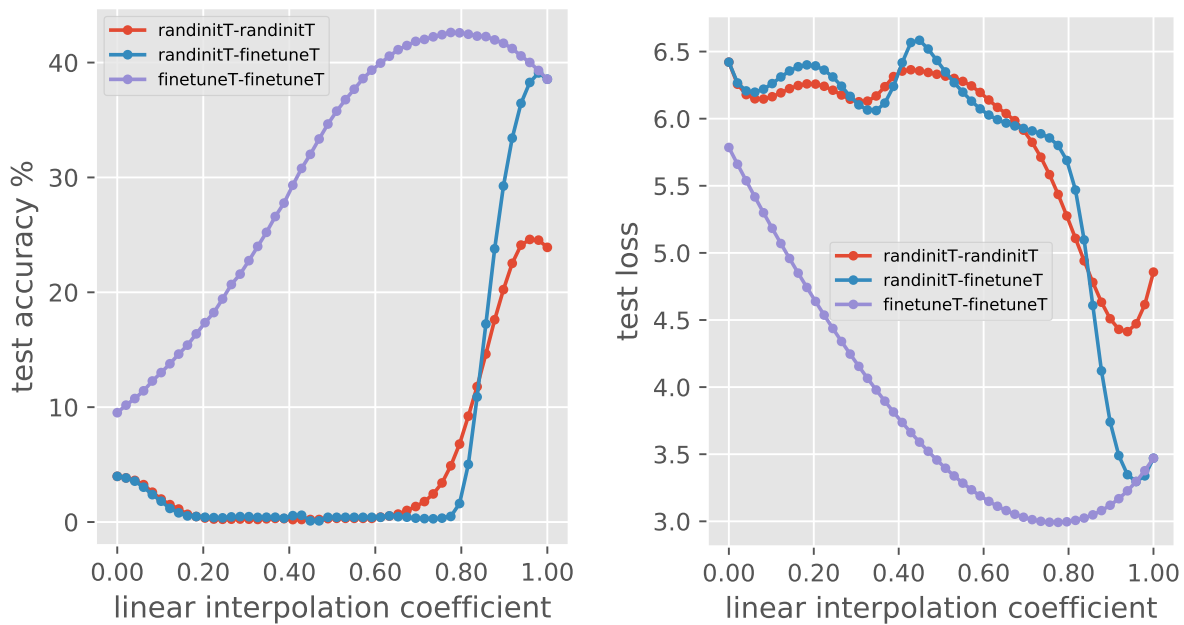 randinitT-randinitT
randinitT-finetuneT
finetuneT-finetuneT
test accuracy %
40
30
20
10
0
0.00 0.20 0.40 0.60 0.80 1.00
linear interpolation coefficient
randinitT-randinitT
randinitT-finetuneT
finetuneT-finetuneT
test loss
6.5
6.0
5.5
5.0
4.5
4.0
3.5
3.0
0.00 0.20 0.40 0.60 0.80 1.00
linear interpolation coefficient